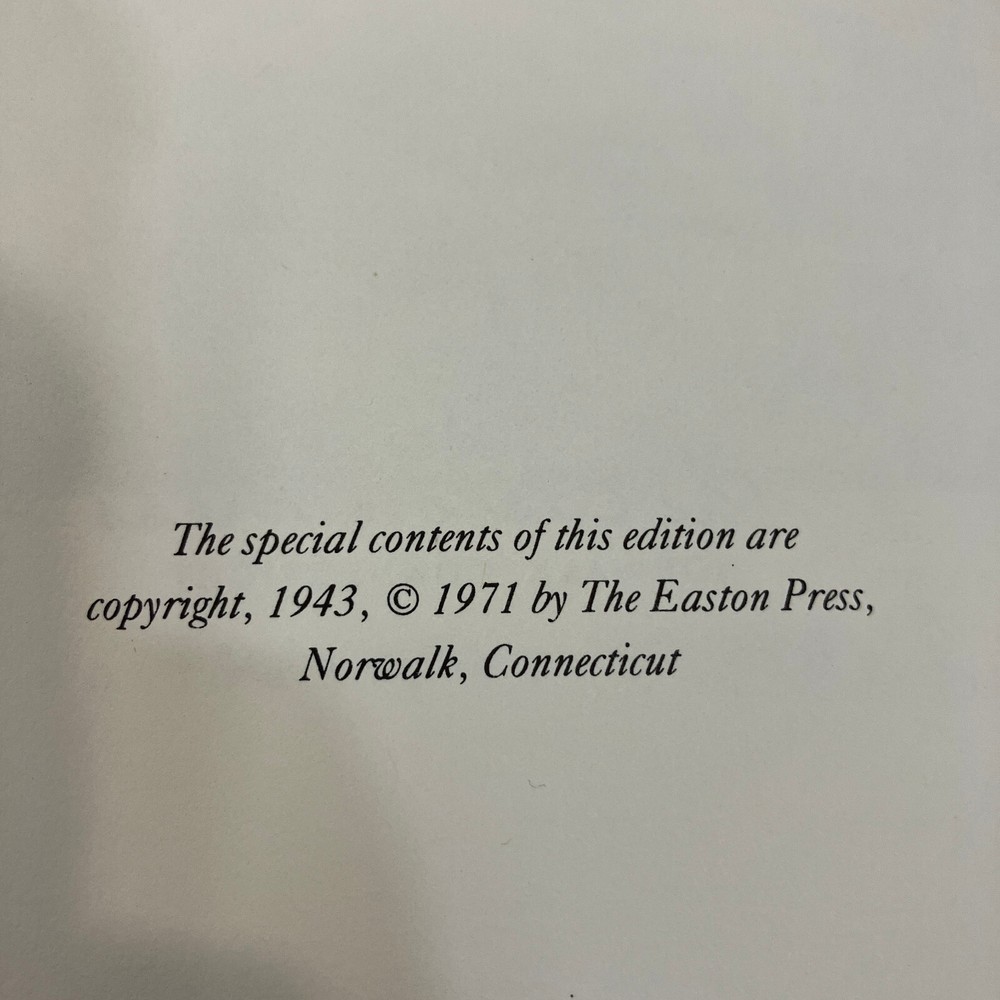 The special contents of this edition are
copyright, 1943, © 1971 by The Easton Press,
Norwalk, Connecticut